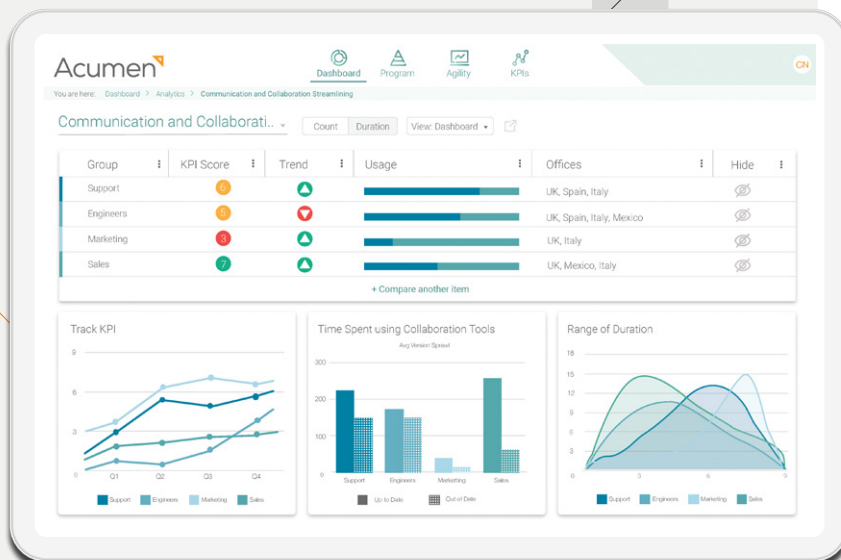 Acumen
Dashboard Program Agility KPIs
CN
You are here: Dashboard > Analytics > Communication and Collaboration Streamlining
Communication and Collaborati..
Count Duration View: Dashboard
Group KPI Score Trend Usage Offices Hide
Support 6 UK, Spain, Italy
Engineers 5 UK, Spain, Italy, Mexico
Marketing 3 UK, Italy
Sales 7 UK, Mexico, Italy
+ Compare another item
Track KPI
9
6
3
0
Q1 Q2 Q3 Q4
Support Engineers Marketing Sales
Time Spent using Collaboration Tools
Avg Version Spread
300
200
100
0
Support Engineers Marketing Sales
Up to Date Out of Date
Range of Duration
18
15
12
9
6
3
0 3 6 9
Support Engineers Marketing Sales